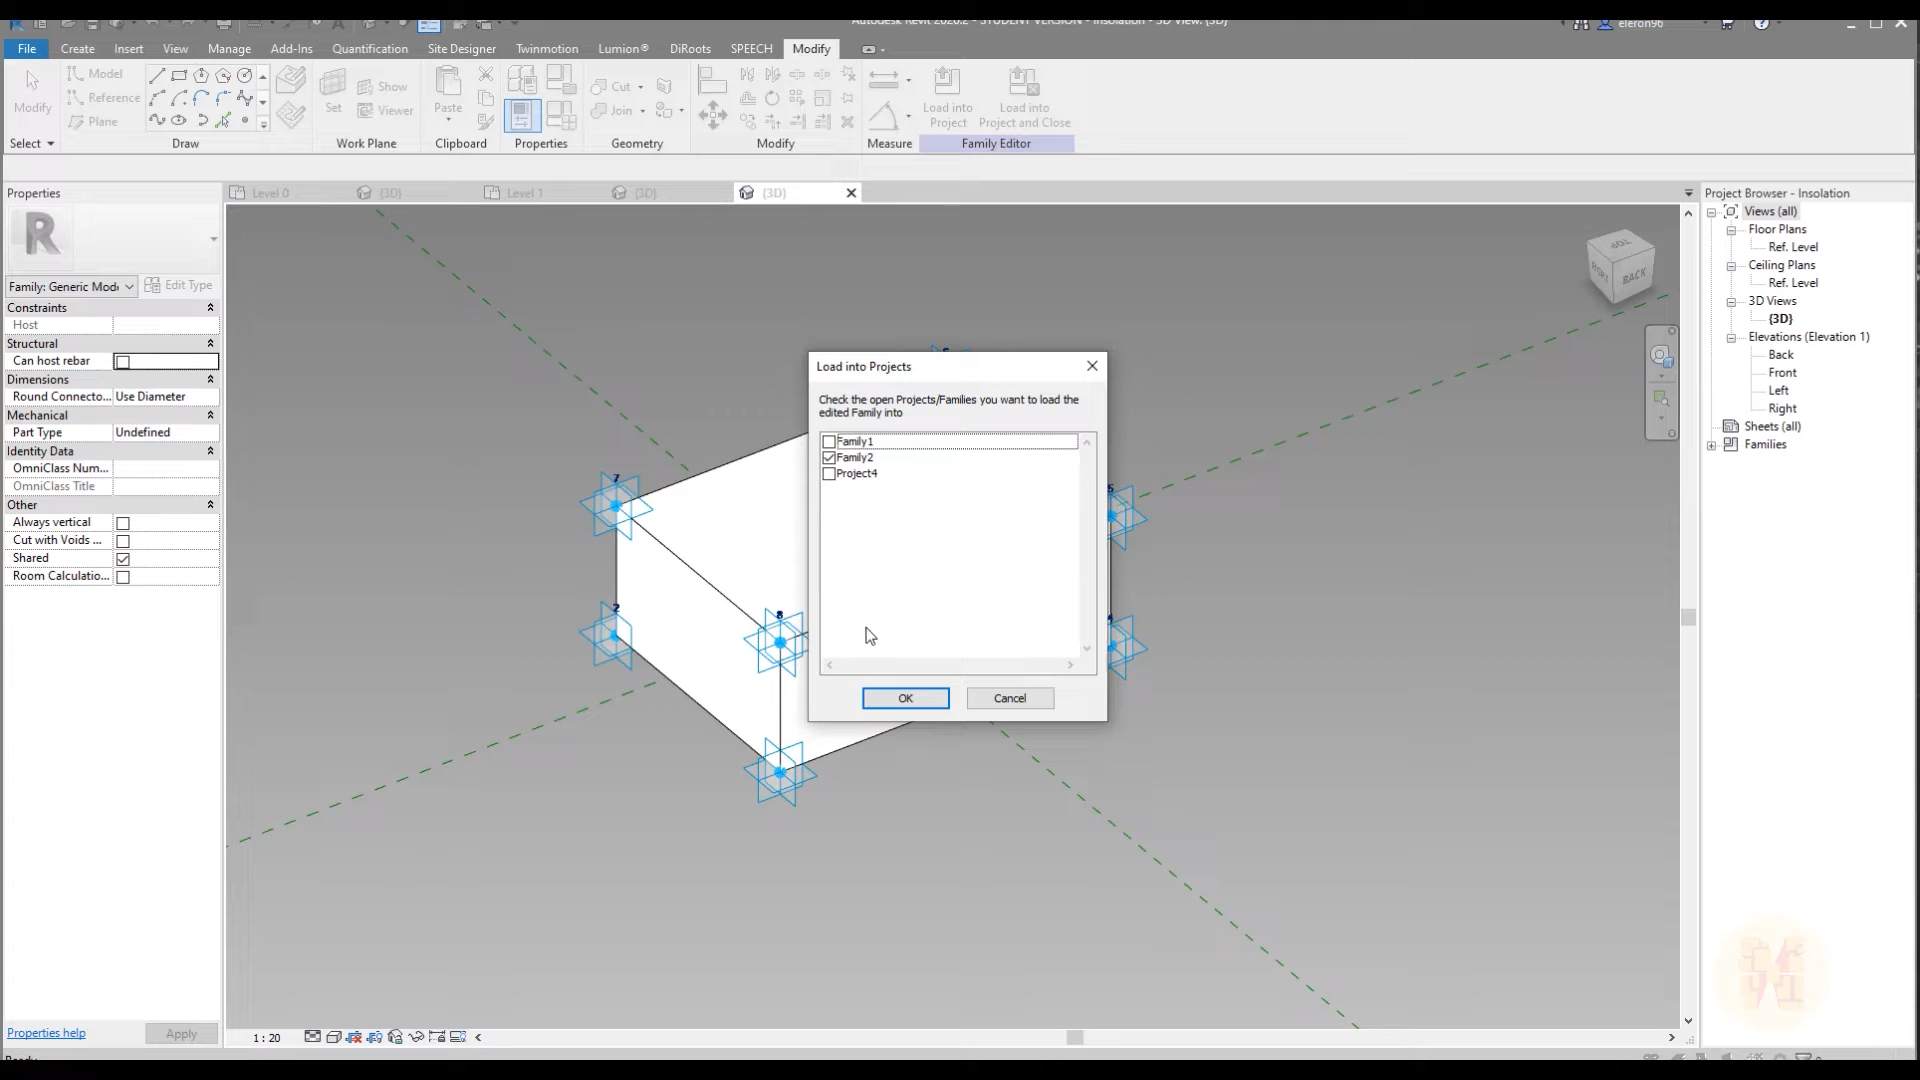 Autodesk Revit 2020.2 - STUDENT VERSION - Insolation - 3D View: {3D}
eleron96
File
Create
Insert
View
Manage
Add-Ins
Quantification
Site Designer
Twinmotion
Lumion®
DiRoots
SPEECH
Modify
Modify
Model
Reference
Plane
Set
Show
Viewer
Paste
Cut
Join
Load into
Project
Load into
Project and Close
Select
Draw
Work Plane
Clipboard
Properties
Geometry
Modify
Measure
Family Editor
Properties
Level 0
{3D}
Level 1
{3D}
{3D}
Project Browser - Insolation
Family: Generic Mode
Edit Type
Constraints
Host
Structural
Can host rebar
Dimensions
Round Connecto...
Use Diameter
Mechanical
Part Type
Undefined
Identity Data
OmniClass Num...
OmniClass Title
Other
Always vertical
Cut with Voids ...
Shared
Room Calculatio...
Properties help
Apply
7
2
8
5
TOP
RIGHT
BACK
Load into Projects
Check the open Projects/Families you want to load the
edited Family into
Family1
Family2
Project4
OK
Cancel
Views (all)
Floor Plans
Ref. Level
Ceiling Plans
Ref. Level
3D Views
{3D}
Elevations (Elevation 1)
Back
Front
Left
Right
Sheets (all)
Families
1 : 20